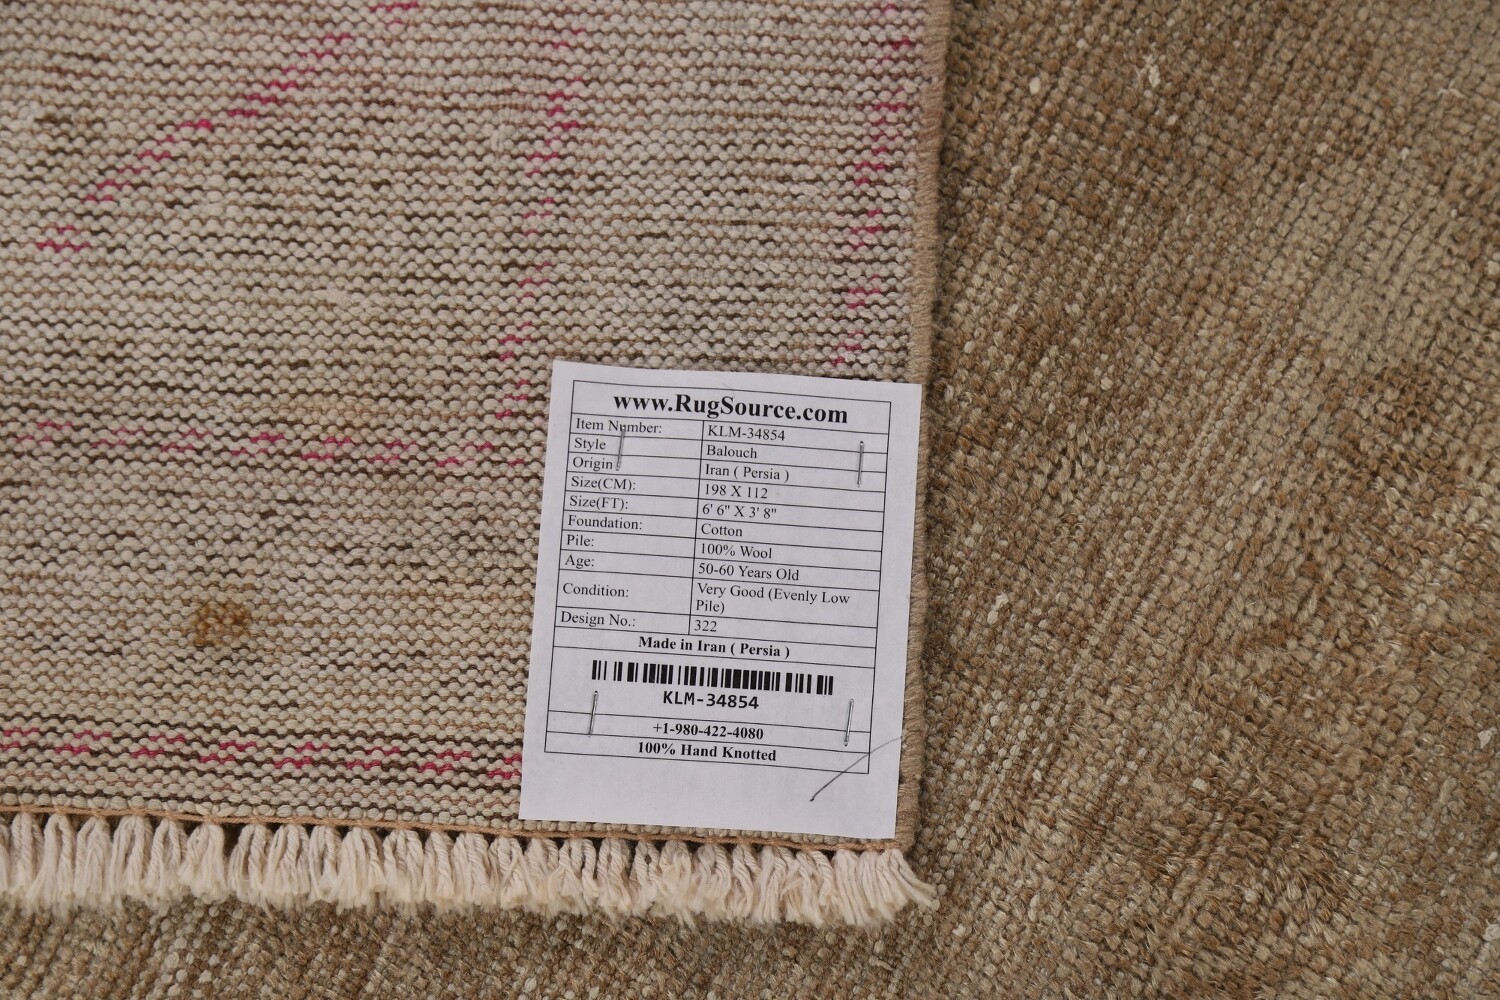 www.RugSource.com
Item Number: KLM-34854
Style Balouch
Origin: Iran ( Persia )
Size(CM): 198 X 112
Size(FT): 6' 6" X 3' 8"
Foundation: Cotton
Pile: 100% Wool
Age: 50-60 Years Old
Condition: Very Good (Evenly Low
Pile)
Design No.: 322
Made in Iran ( Persia )
KLM-34854
+1-980-422-4080
100% Hand Knotted